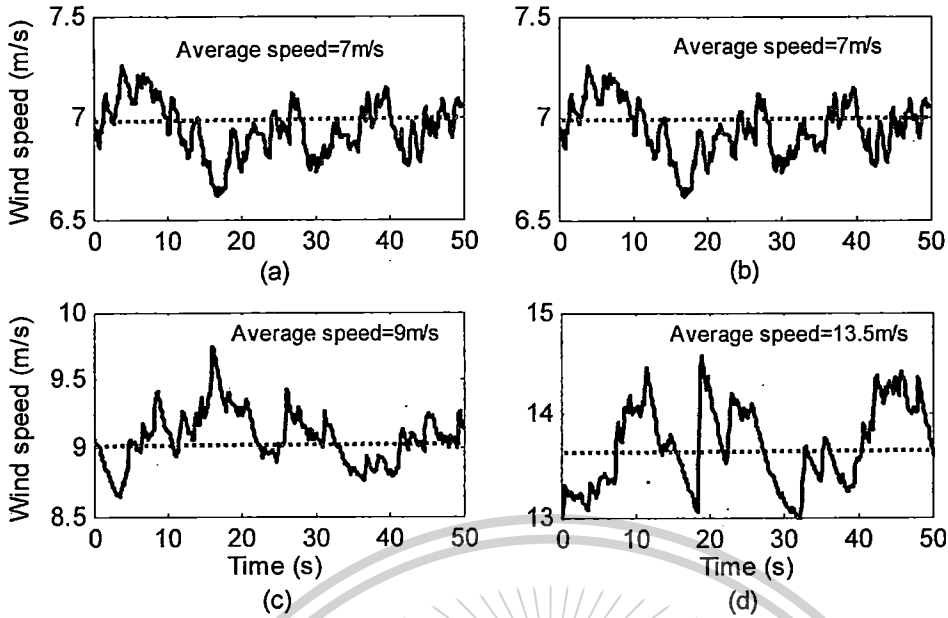 7.5
Average speed=7m/s
7
6.5
Wind speed (m/s)
0 10 20 30 40 50
(a)
7.5
Average speed=7m/s
7
6.5
0 10 20 30 40 50
(b)
10
Average speed=9m/s
9.5
9
8.5
Wind speed (m/s)
0 10 20 30 40 50
Time (s)
(c)
15
Average speed=13.5m/s
14
13
0 10 20 30 40 50
Time (s)
(d)